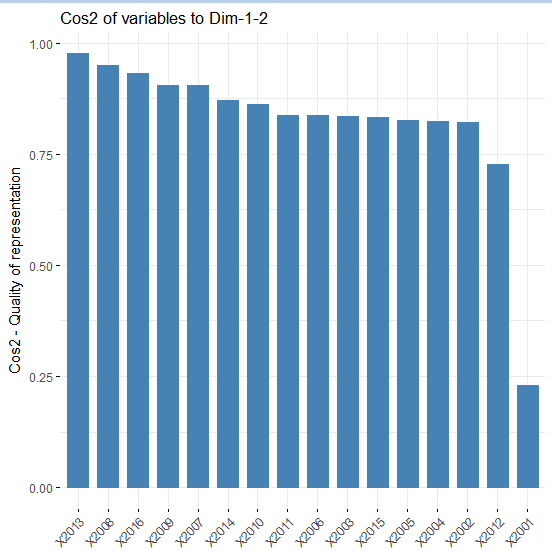 Cos2 of variables to Dim-1-2
Cos2 - Quality of representation
1.00
0.75
0.50
0.25
0.00
X2013
X2008
X2016
X2009
X2007
X2014
X2010
X2011
X2006
X2003
X2015
X2005
X2004
X2002
X2012
X2001